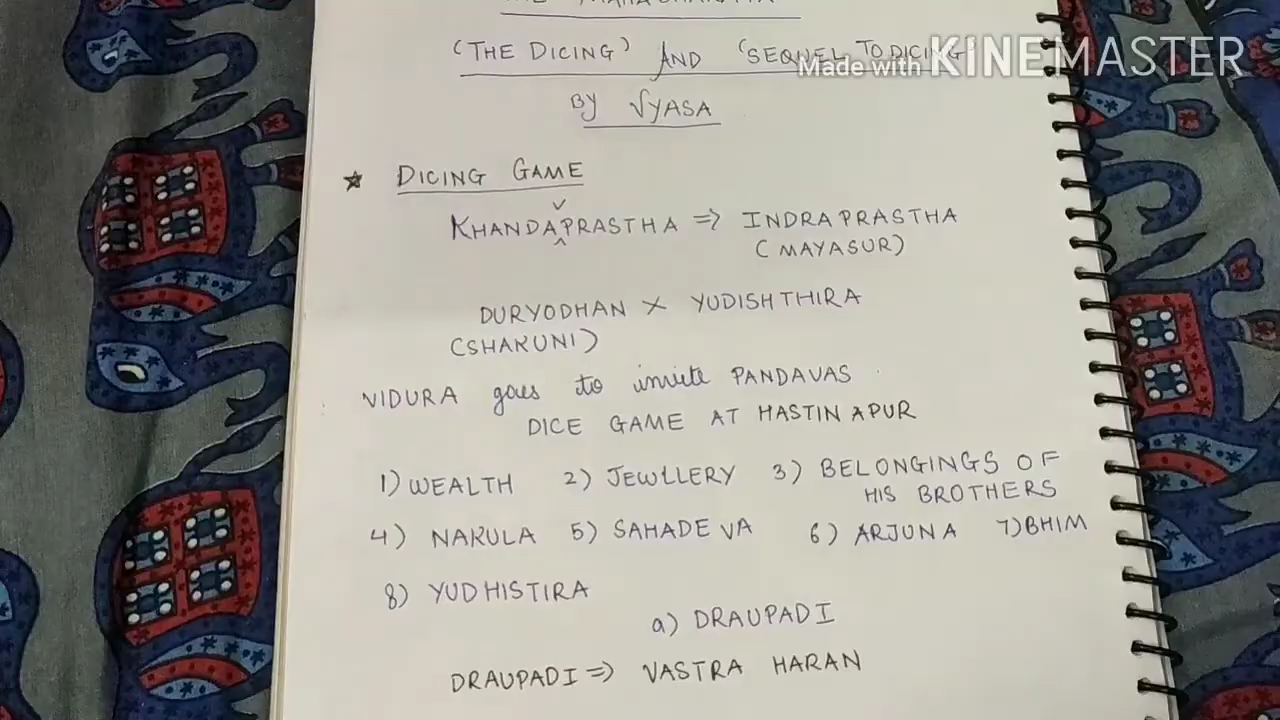 (THE DICING) AND (SEQUEL TO DICING)
Made with KINEMASTER
BY VYASA
DICING GAME
KHANDAVPRASTHA => INDRAPRASTHA
(MAYASUR)
DURYODHAN X YUDISHTHIRA
(SHAKUNI)
VIDURA goes to invite PANDAVAS
DICE GAME AT HASTINAPUR
1) WEALTH 2) JEWLLERY 3) BELONGINGS OF
HIS BROTHERS
4) NAKULA 5) SAHADEVA 6) ARJUNA 7) BHIM
8) YUDHISTIRA
a) DRAUPADI
DRAUPADI => VASTRA HARAN